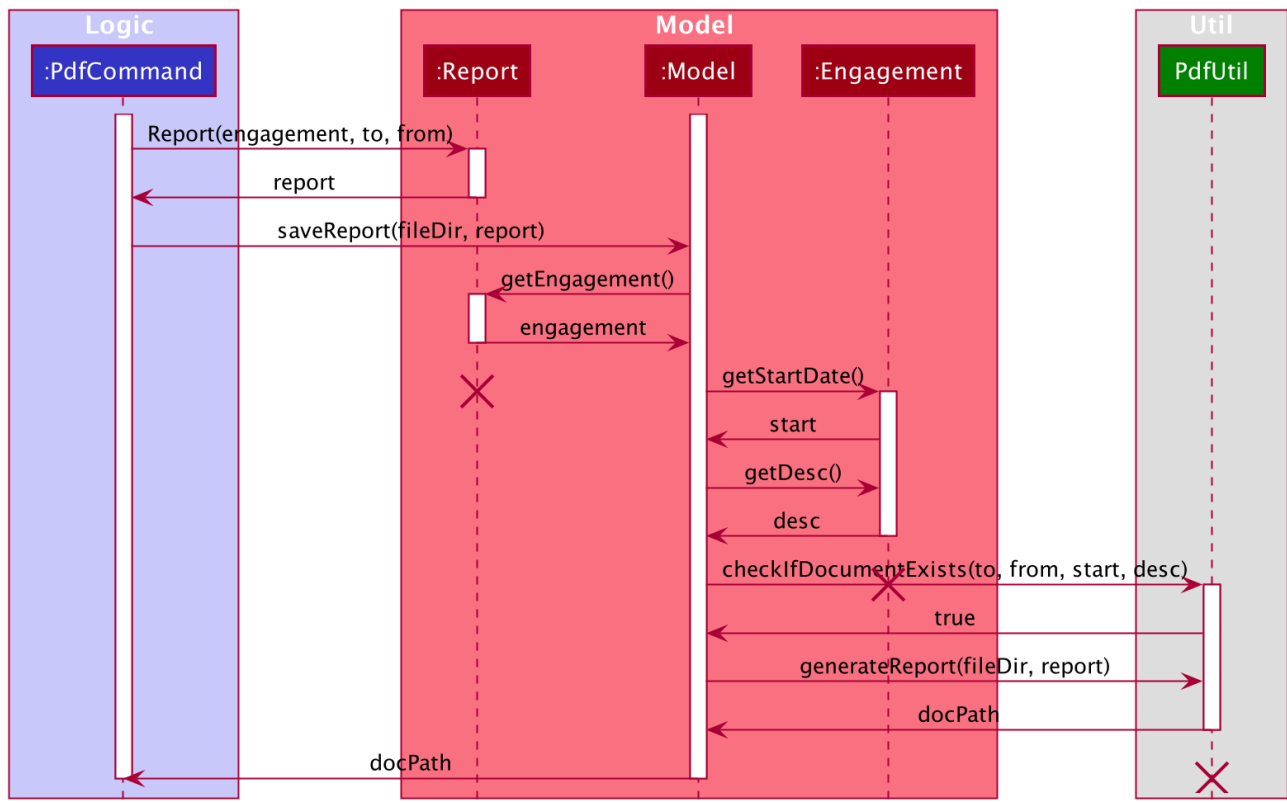 Logic
Model
Util
:PdfCommand
:Report
:Model
:Engagement
PdfUtil
Report(engagement, to, from)
report
saveReport(fileDir, report)
getEngagement()
engagement
getStartDate()
start
getDesc()
desc
checkIfDocumentExists(to, from, start, desc)
true
generateReport(fileDir, report)
docPath
docPath